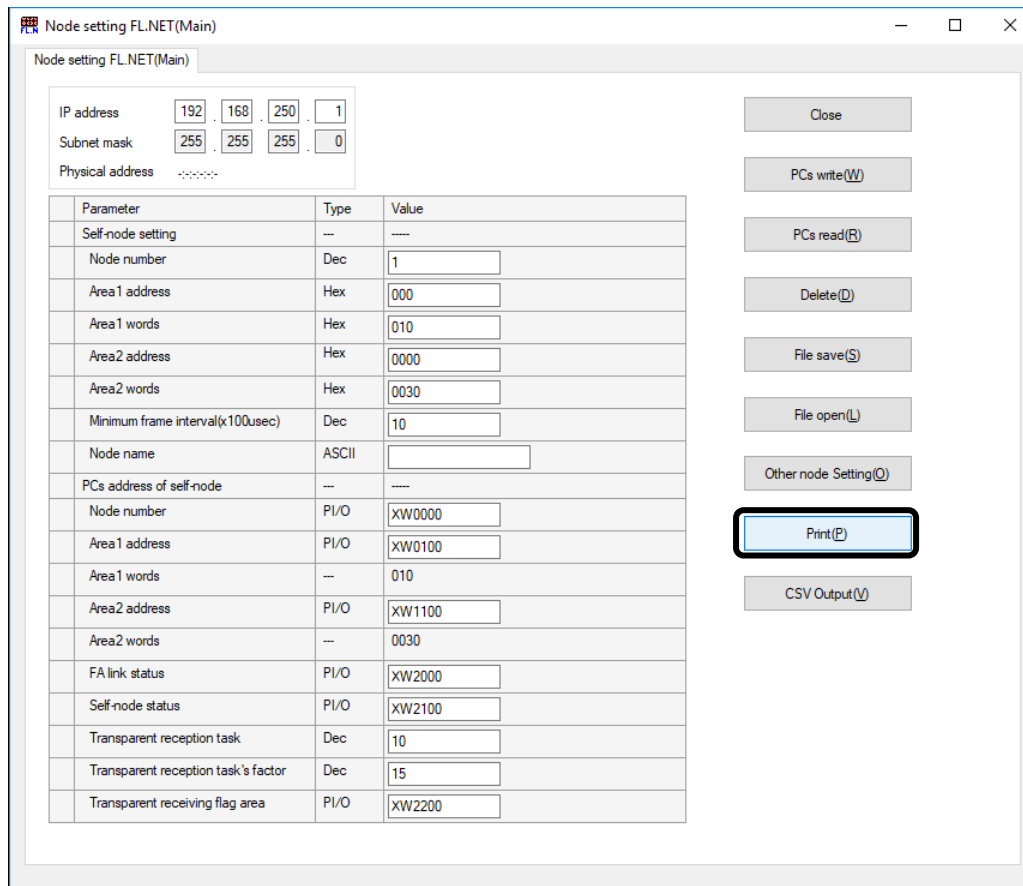 FL.N
Node setting FL.NET(Main)
Node setting FL.NET(Main)
IP address 192 . 168 . 250 . 1
Subnet mask 255 . 255 . 255 . 0
Physical address -:-:-:-:-:-
Parameter Type Value
Self-node setting --- -----
Node number Dec 1
Area1 address Hex 000
Area1 words Hex 010
Area2 address Hex 0000
Area2 words Hex 0030
Minimum frame interval(x100usec) Dec 10
Node name ASCII
PCs address of self-node --- -----
Node number PI/O XW0000
Area1 address PI/O XW0100
Area1 words --- 010
Area2 address PI/O XW1100
Area2 words --- 0030
FA link status PI/O XW2000
Self-node status PI/O XW2100
Transparent reception task Dec 10
Transparent reception task's factor Dec 15
Transparent receiving flag area PI/O XW2200
Close
PCs write(W)
PCs read(R)
Delete(D)
File save(S)
File open(L)
Other node Setting(O)
Print(P)
CSV Output(V)